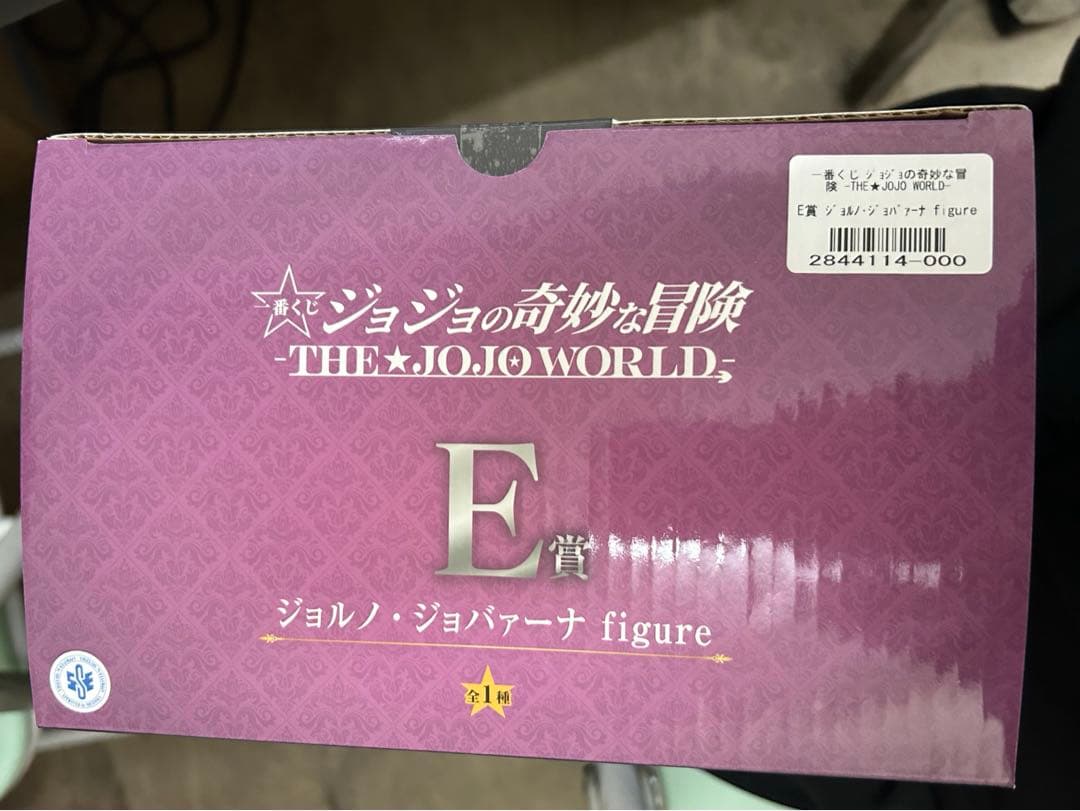 一番くじ ｼﾞｮｼﾞｮの奇妙な冒
険 -THE★JOJO WORLD-
E賞 ｼﾞｮﾙﾉ･ｼﾞｮﾊﾞｧｰﾅ figure
2844114-000
一番くじ ジョジョの奇妙な冒険
-THE★JOJO WORLD-
E賞
ジョルノ・ジョバァーナ figure
全1種